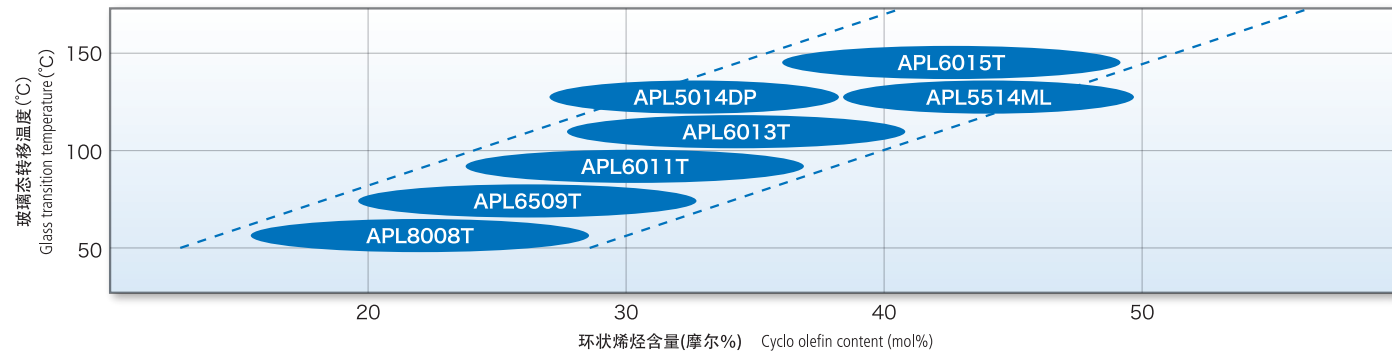 玻璃态转移温度(℃)
Glass transition temperature (℃)
150
100
50
APL6015T
APL5014DP
APL5514ML
APL6013T
APL6011T
APL6509T
APL8008T
20
30
40
50
环状烯烃含量(摩尔%) Cyclo olefin content (mol%)